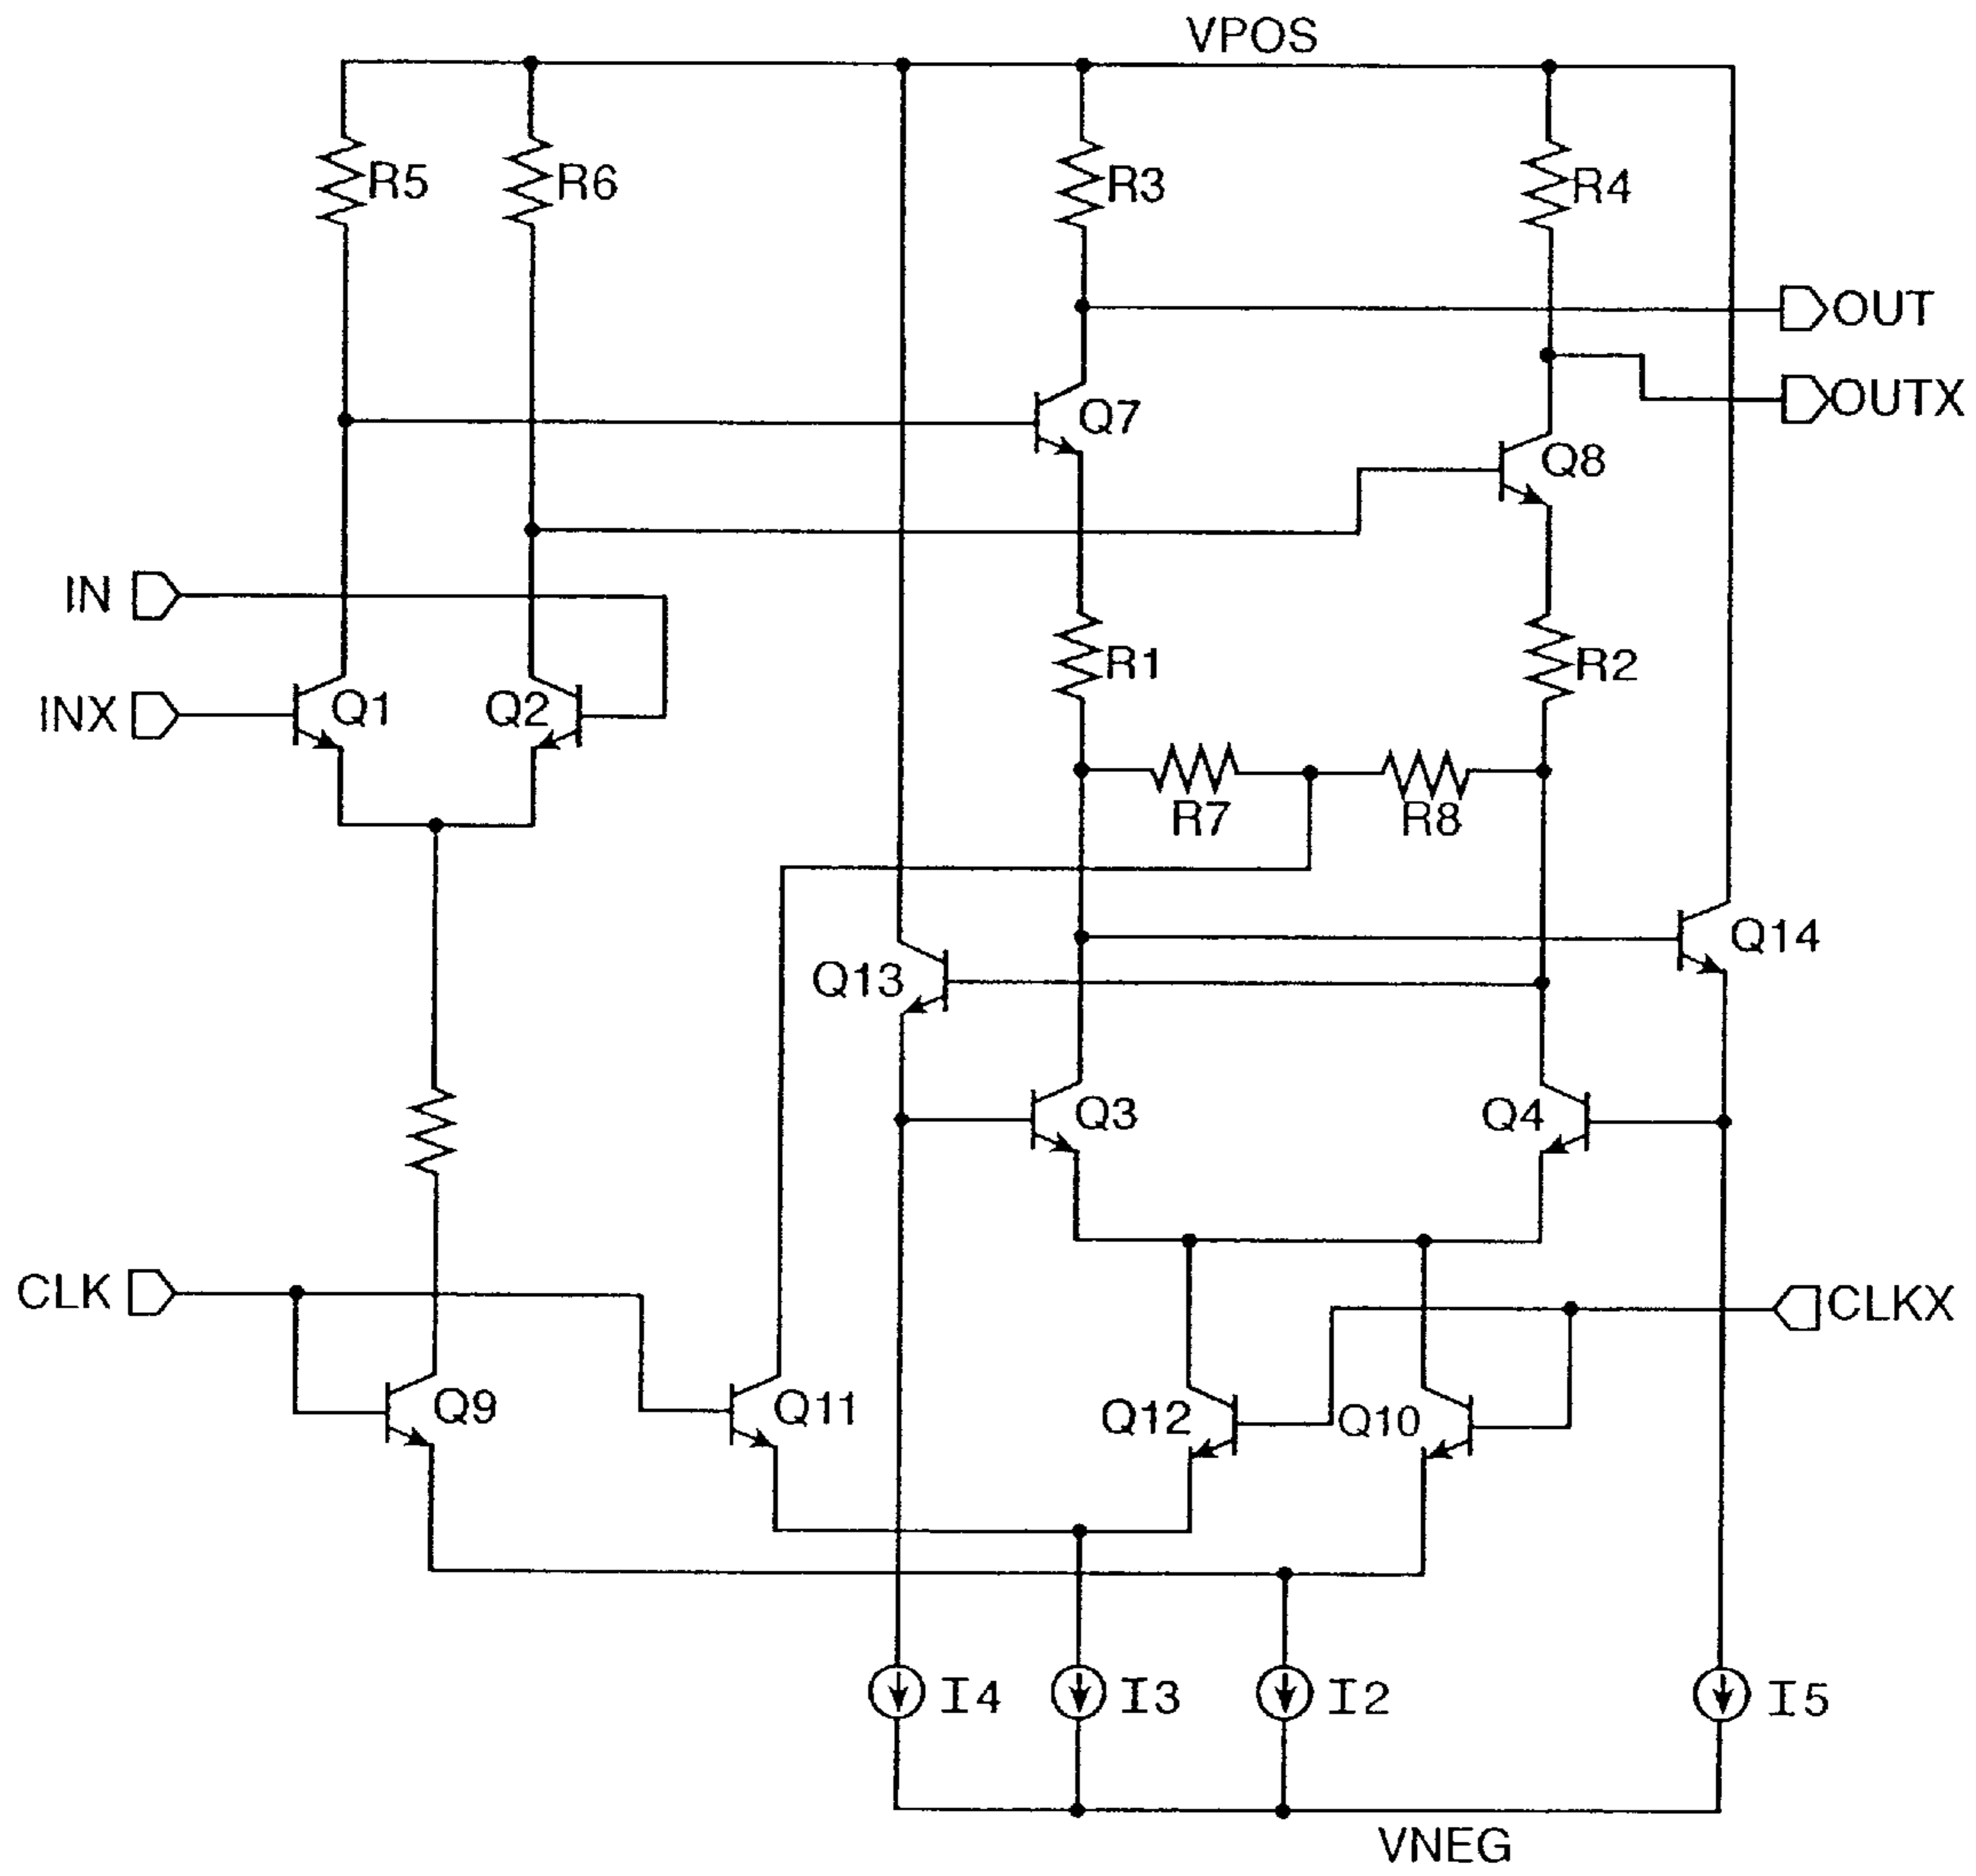 VPOS
R5
R6
R3
R4
OUT
OUTX
Q7
Q8
IN
R1
R2
INX
Q1
Q2
R7
R8
Q14
Q13
Q3
Q4
CLK
CLKX
Q9
Q11
Q12
Q10
I4
I3
I2
I5
VNEG